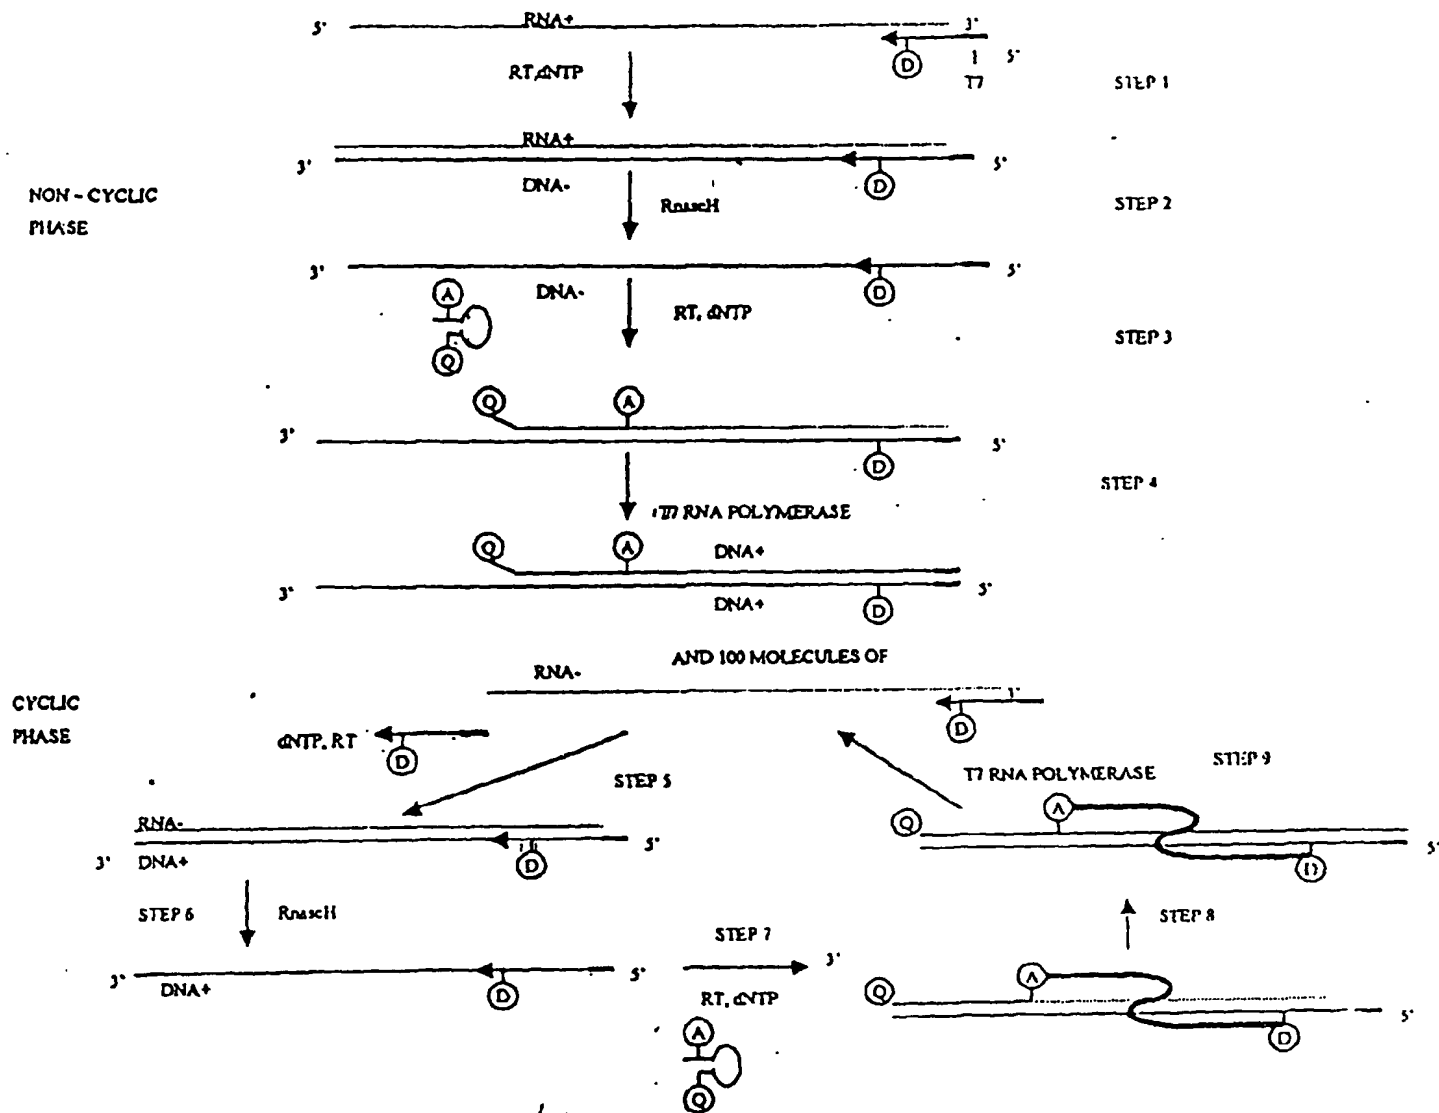 5' RNA+ 3'
D
5'
RT,dNTP
T7
STEP 1
RNA+
3' 5'
DNA- D
NON-CYCLIC
PHASE
RnaseH
STEP 2
3' 5'
DNA- D
A
RT, dNTP
Q
STEP 3
Q A
3' 5'
D
STEP 4
T7 RNA POLYMERASE
Q A DNA+
3' 5'
DNA+ D
AND 100 MOLECULES OF
RNA-
CYCLIC
PHASE
D
dNTP, RT
D
STEP 5
T7 RNA POLYMERASE
STEP 9
RNA-
3' DNA+ 5'
D
Q A
5'
D
STEP 6
RnaseH
STEP 7
STEP 8
3' 5'
DNA+ D
3'
RT, dNTP
Q A
5'
D
A
Q